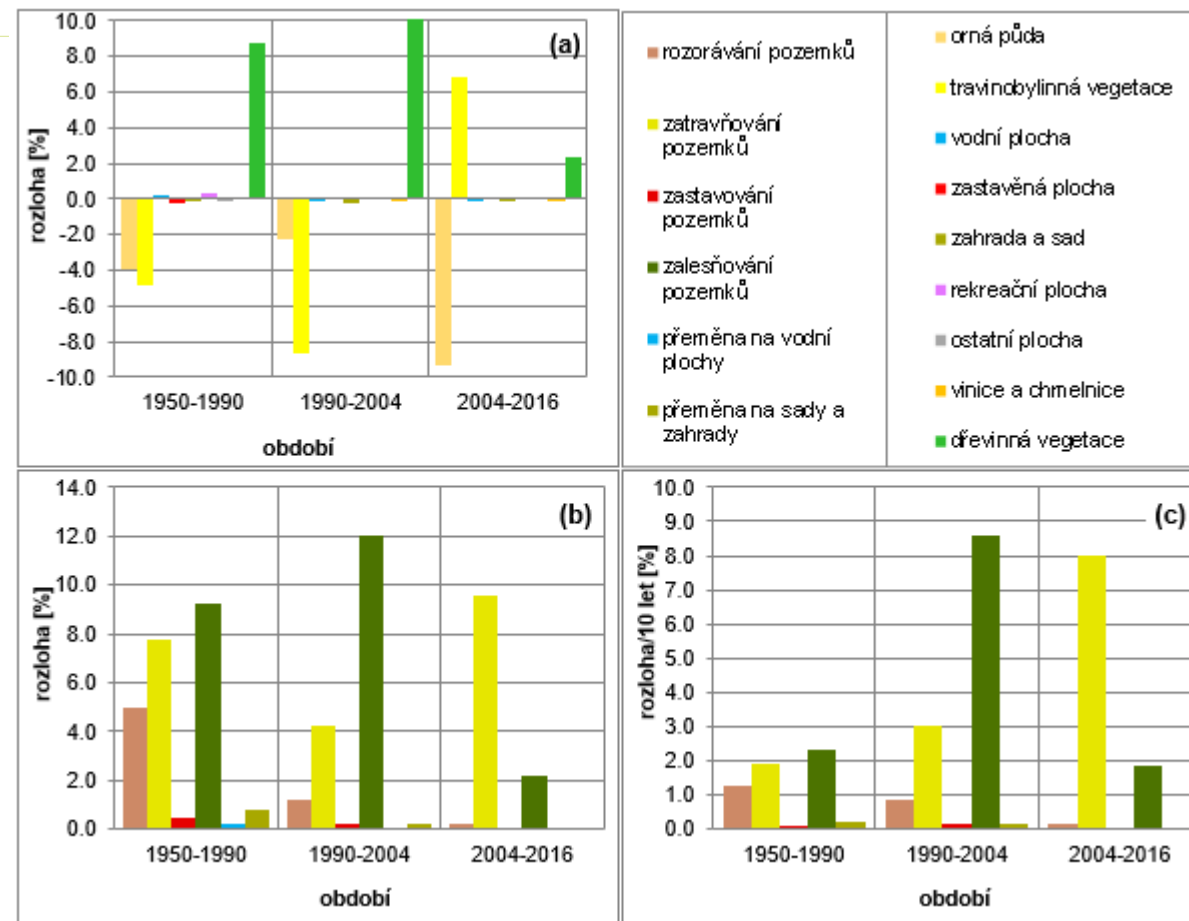 10.0
8.0
6.0
4.0
2.0
0.0
-2.0
-4.0
-6.0
-8.0
-10.0
rozloha [%]
(a)
1950-1990
1990-2004
2004-2016
období
rozorávání pozemků
zatravňování
pozemků
zastavování
pozemků
zalesňování
pozemků
přeměna na vodní
plochy
přeměna na sady a
zahrady
orná půda
travinobylinná vegetace
vodní plocha
zastavěná plocha
zahrada a sad
rekreační plocha
ostatní plocha
vinice a chmelnice
dřevinná vegetace
14.0
12.0
10.0
8.0
6.0
4.0
2.0
0.0
rozloha [%]
(b)
1950-1990
1990-2004
2004-2016
období
10.0
9.0
8.0
7.0
6.0
5.0
4.0
3.0
2.0
1.0
0.0
rozloha/10 let [%]
(c)
1950-1990
1990-2004
2004-2016
období